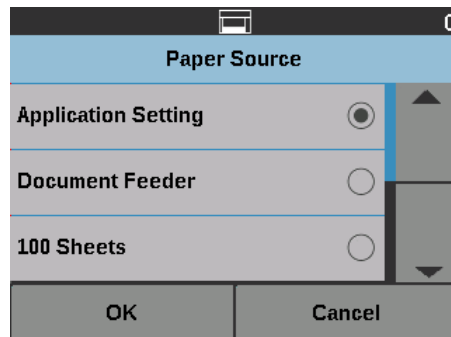 Paper Source
Application Setting
Document Feeder
100 Sheets
OK
Cancel